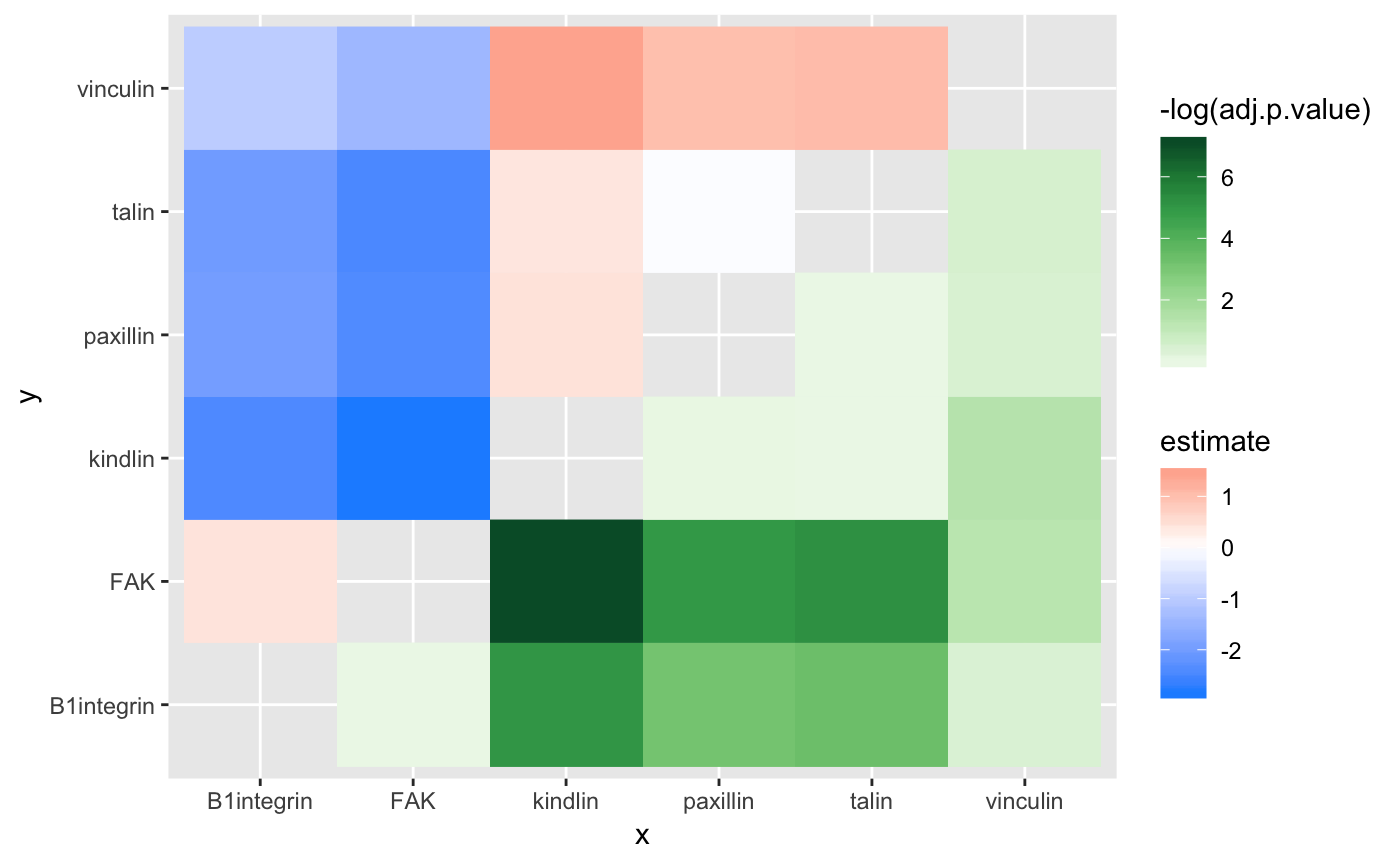 vinculin
talin
paxillin
kindlin
FAK
B1integrin
y
B1integrin FAK kindlin paxillin talin vinculin
x
-log(adj.p.value)
6
4
2
estimate
1
0
-1
-2